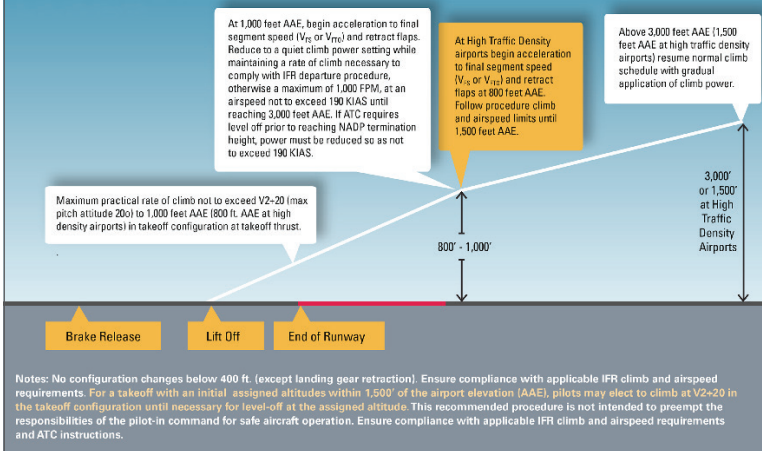 At 1,000 feet AAE, begin acceleration to final
segment speed (VFS or VFTO) and retract flaps.
Reduce to a quiet climb power setting while
maintaining a rate of climb necessary to
comply with IFR departure procedure,
otherwise a maximum of 1,000 FPM, at an
airspeed not to exceed 190 KIAS until
reaching 3,000 feet AAE. If ATC requires
level off prior to reaching NADP termination
height, power must be reduced so as not
to exceed 190 KIAS.
At High Traffic Density
airports begin acceleration
to final segment speed
(VFS or VFTO) and retract
flaps at 800 feet AAE.
Follow procedure climb
and airspeed limits until
1,500 feet AAE.
Above 3,000 feet AAE (1,500
feet AAE at high traffic density
airports) resume normal climb
schedule with gradual
application of climb power.
Maximum practical rate of climb not to exceed V2+20 (max
pitch attitude 20o) to 1,000 feet AAE (800 ft. AAE at high
density airports) in takeoff configuration at takeoff thrust.
.
800' - 1,000'
3,000'
or 1,500'
at High
Traffic
Density
Airports
Brake Release
Lift Off
End of Runway
Notes: No configuration changes below 400 ft. (except landing gear retraction). Ensure compliance with applicable IFR climb and airspeed
requirements. For a takeoff with an initial assigned altitudes within 1,500' of the airport elevation (AAE), pilots may elect to climb at V2+20 in
the takeoff configuration until necessary for level-off at the assigned altitude. This recommended procedure is not intended to preempt the
responsibilities of the pilot-in command for safe aircraft operation. Ensure compliance with applicable IFR climb and airspeed requirements
and ATC instructions.